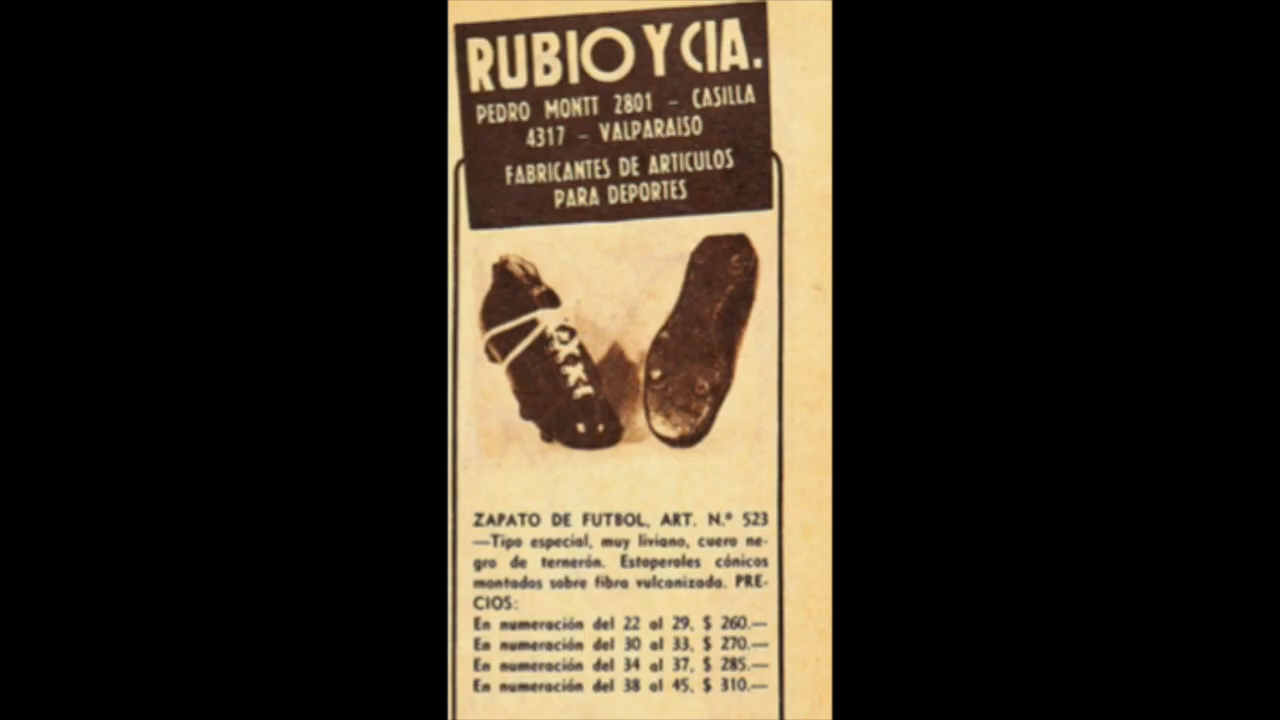 RUBIO Y CIA.
PEDRO MONTT 2801 - CASILLA
4317 - VALPARAISO
FABRICANTES DE ARTICULOS
PARA DEPORTES
ZAPATO DE FUTBOL, ART. N.º 523
—Tipo especial, muy liviano, cuero ne-
gro de ternerón. Estoperoles cónicos
montados sobre fibra vulcanizada. PRE-
CIOS:
En numeración del 22 al 29, $ 260.—
En numeración del 30 al 33, $ 270.—
En numeración del 34 al 37, $ 285.—
En numeración del 38 al 45, $ 310.—